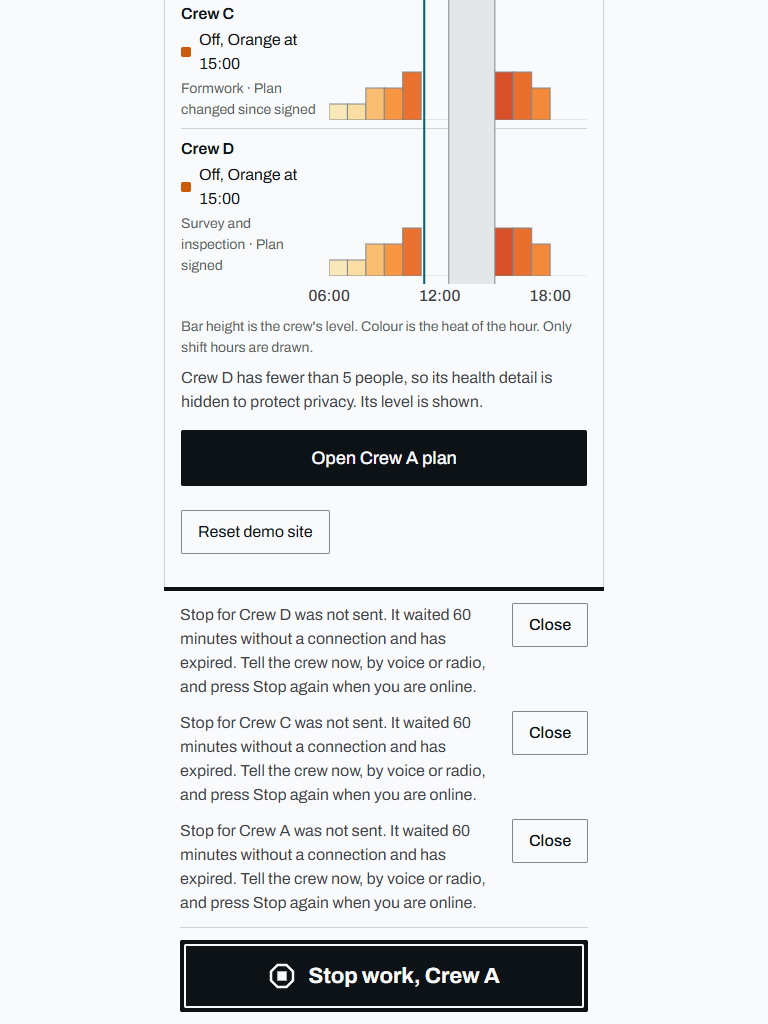 Crew C
Off, Orange at
15:00
Formwork · Plan
changed since signed
Crew D
Off, Orange at
15:00
Survey and
inspection · Plan
signed
06:00 12:00 18:00
Bar height is the crew's level. Colour is the heat of the hour. Only
shift hours are drawn.
Crew D has fewer than 5 people, so its health detail is
hidden to protect privacy. Its level is shown.
Open Crew A plan
Reset demo site
Stop for Crew D was not sent. It waited 60
minutes without a connection and has
expired. Tell the crew now, by voice or radio,
and press Stop again when you are online.
Close
Stop for Crew C was not sent. It waited 60
minutes without a connection and has
expired. Tell the crew now, by voice or radio,
and press Stop again when you are online.
Close
Stop for Crew A was not sent. It waited 60
minutes without a connection and has
expired. Tell the crew now, by voice or radio,
and press Stop again when you are online.
Close
Stop work, Crew A